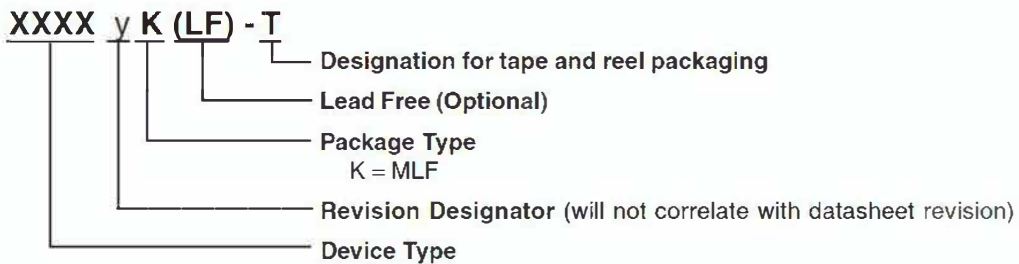 XXXX y K (LF) - T
Designation for tape and reel packaging
Lead Free (Optional)
Package Type
K = MLF
Revision Designator (will not correlate with datasheet revision)
Device Type